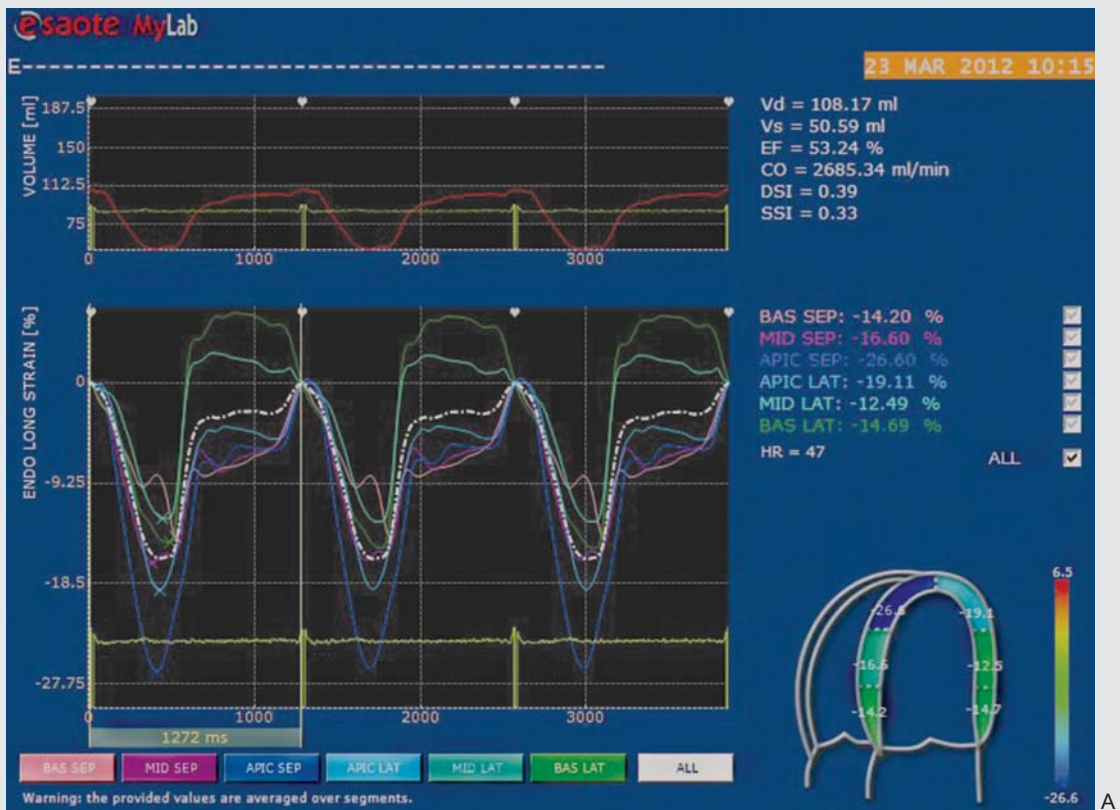 esaote MyLab
E--------------------------------------------
23 MAR 2012 10:15
VOLUME [ml]
187.5
150
112.5
75
0 1000 2000 3000
Vd = 108.17 ml
Vs = 50.59 ml
EF = 53.24 %
CO = 2685.34 ml/min
DSI = 0.39
SSI = 0.33
ENDO LONG STRAIN [%]
0
-9.25
-18.5
-27.75
0 1000 2000 3000
1272 ms
BAS SEP: -14.20 %
MID SEP: -16.60 %
APIC SEP: -26.60 %
APIC LAT: -19.11 %
MID LAT: -12.49 %
BAS LAT: -14.69 %
HR = 47
ALL
6.5
-26.6
-19.1
-16.6
-12.5
-14.2
-14.7
-26.6
BAS SEP MID SEP APIC SEP APIC LAT MID LAT BAS LAT ALL
Warning: the provided values are averaged over segments.
A